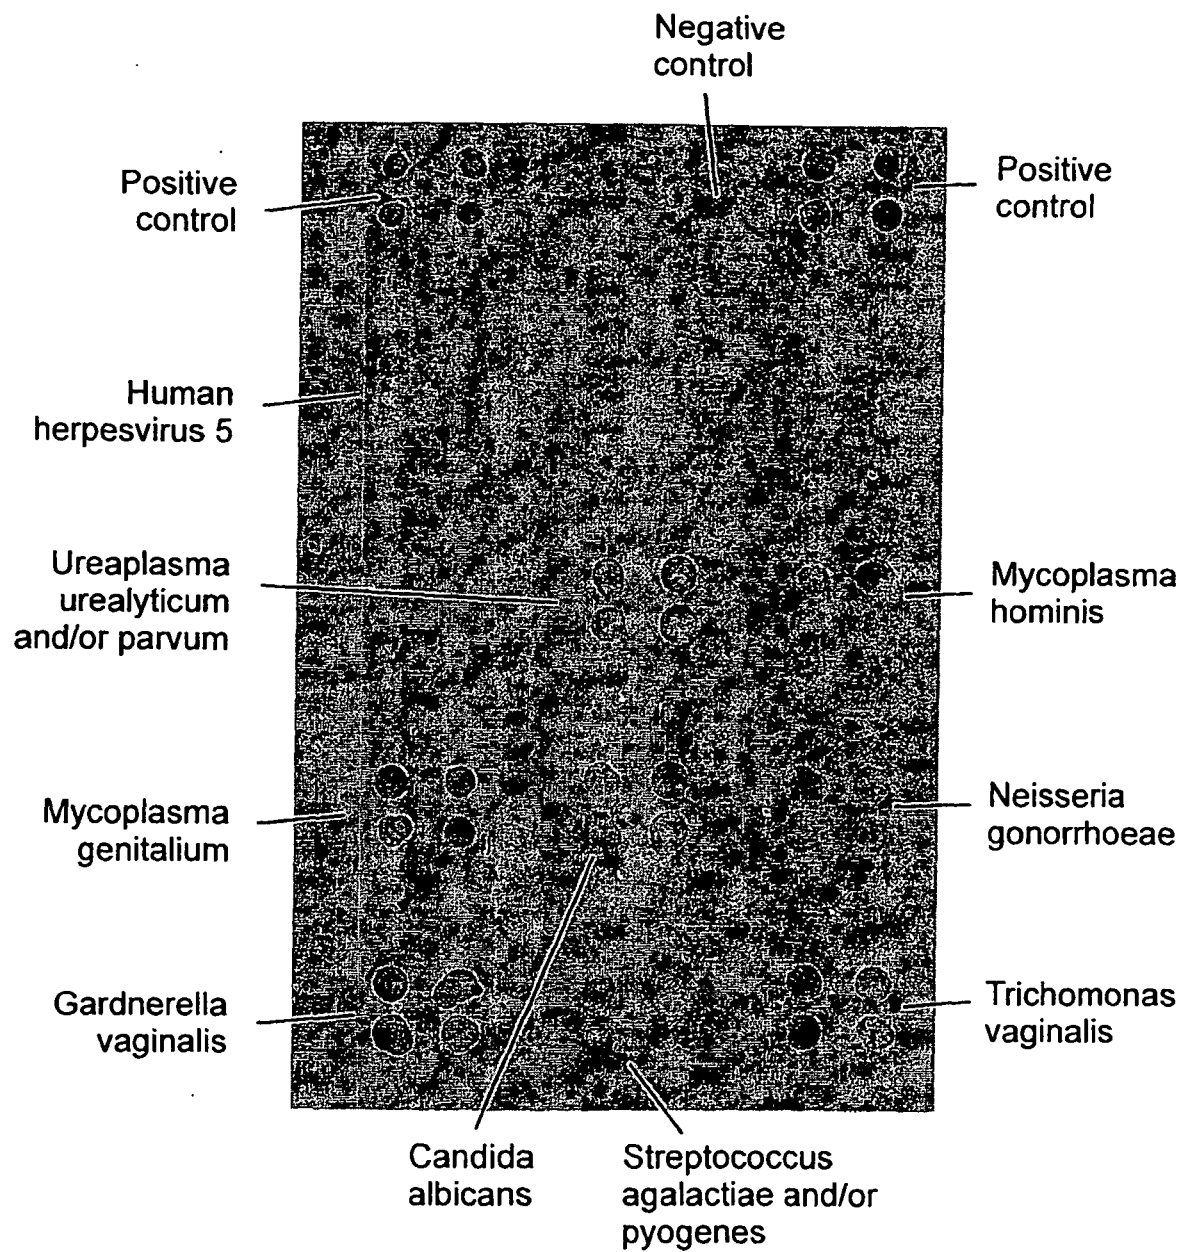 Negative
control
Positive
control
Positive
control
Human
herpesvirus 5
Ureaplasma
urealyticum
and/or parvum
Mycoplasma
hominis
Mycoplasma
genitalium
Neisseria
gonorrhoeae
Gardnerella
vaginalis
Trichomonas
vaginalis
Candida
albicans
Streptococcus
agalactiae and/or
pyogenes